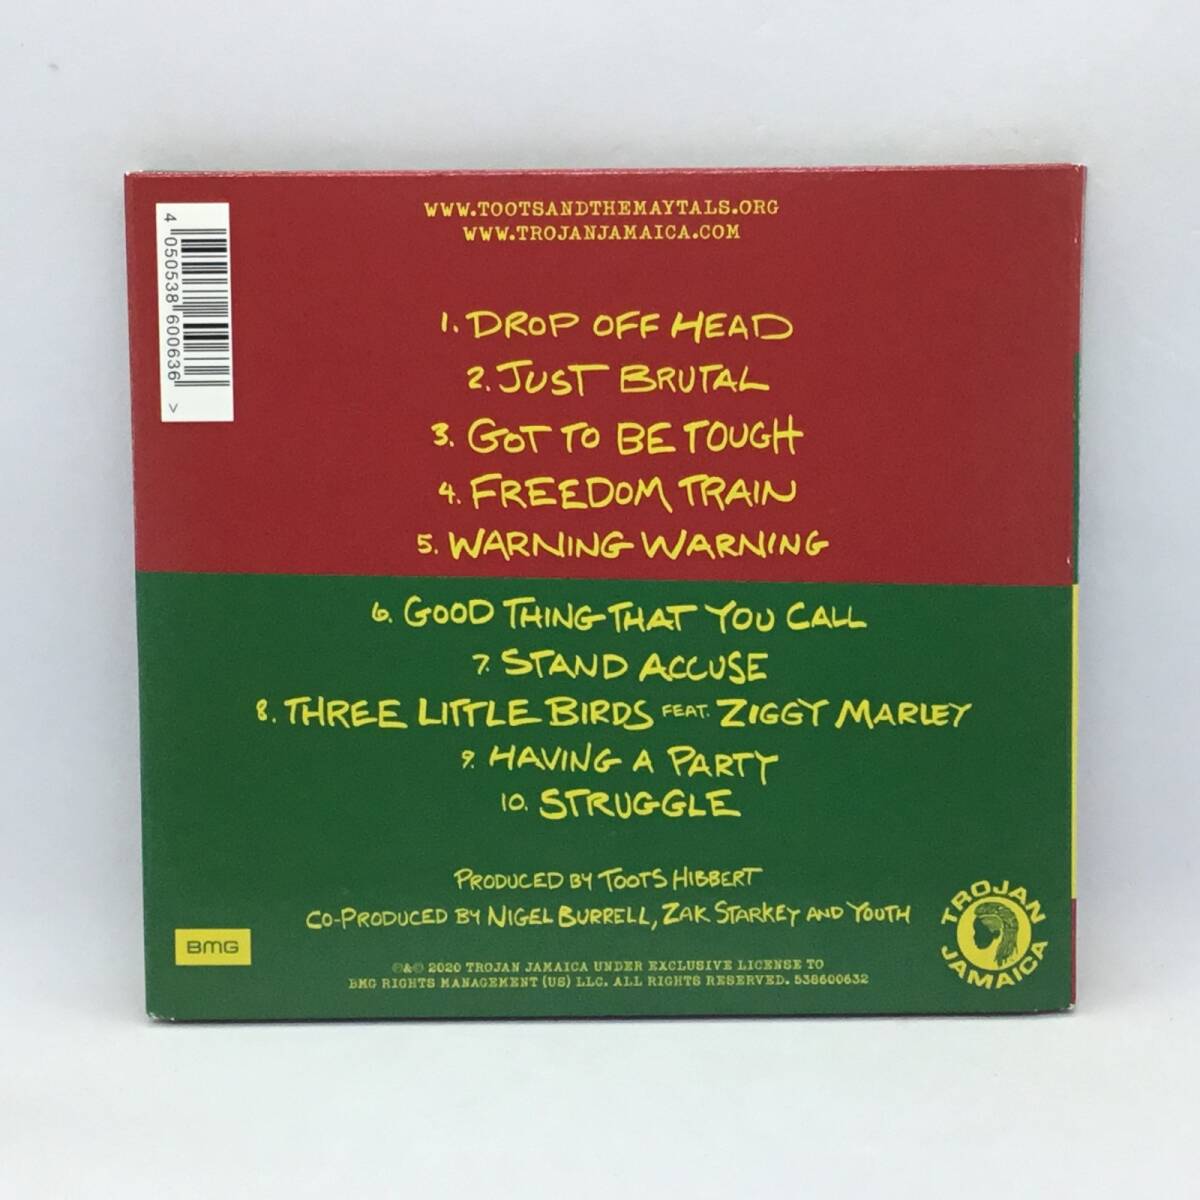 WWW.TOOTSANDTHEMAYTALS.ORG
WWW.TROJANJAMAICA.COM
4 050538 600636 >
1. DROP OFF HEAD
2. JUST BRUTAL
3. GOT TO BE TOUGH
4. FREEDOM TRAIN
5. WARNING WARNING
6. GOOD THING THAT YOU CALL
7. STAND ACCUSE
8. THREE LITTLE BIRDS FEAT. ZIGGY MARLEY
9. HAVING A PARTY
10. STRUGGLE
PRODUCED BY TOOTS HIBBERT
CO-PRODUCED BY NIGEL BURRELL, ZAK STARKEY AND YOUTH
BMG
TROJAN
JAMAICA
℗&© 2020 TROJAN JAMAICA UNDER EXCLUSIVE LICENSE TO
BMG RIGHTS MANAGEMENT (US) LLC. ALL RIGHTS RESERVED. 538600632